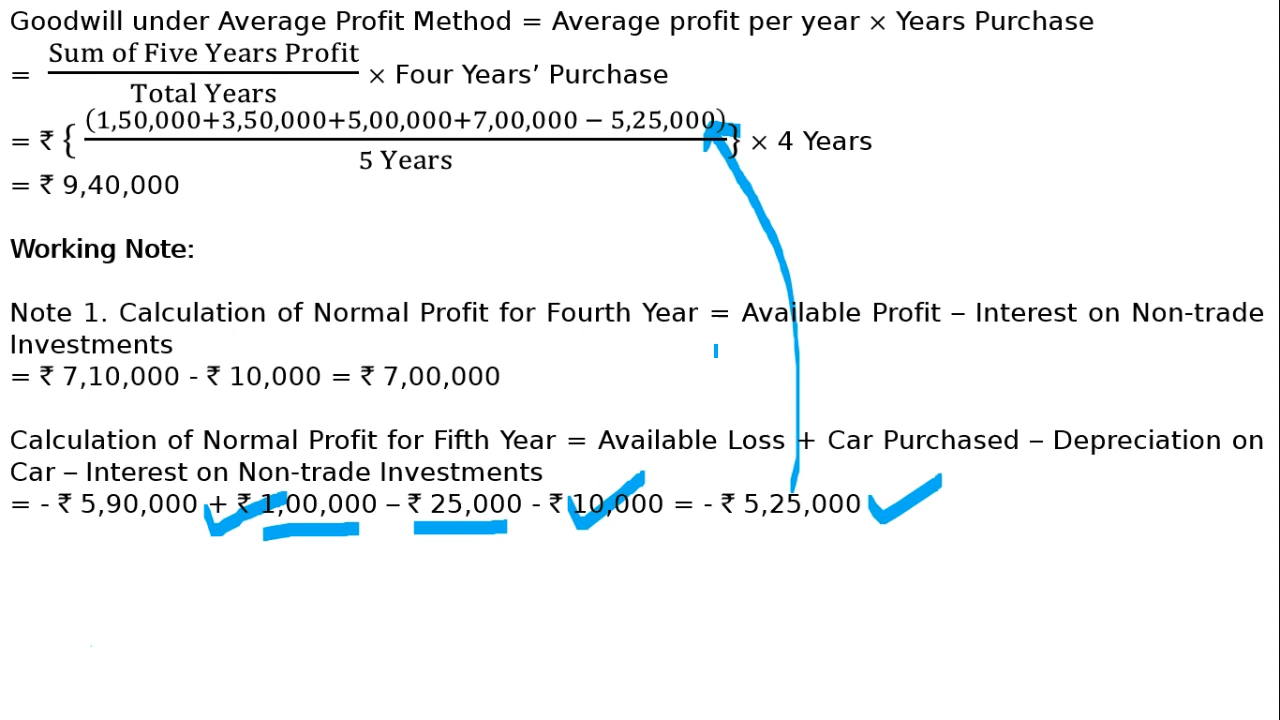 Goodwill under Average Profit Method = Average profit per year × Years Purchase
= Sum of Five Years Profit / Total Years × Four Years’ Purchase
= ₹ { (1,50,000+3,50,000+5,00,000+7,00,000 − 5,25,000) / 5 Years } × 4 Years
= ₹ 9,40,000
Working Note:
Note 1. Calculation of Normal Profit for Fourth Year = Available Profit – Interest on Non-trade
Investments
= ₹ 7,10,000 - ₹ 10,000 = ₹ 7,00,000
Calculation of Normal Profit for Fifth Year = Available Loss + Car Purchased – Depreciation on
Car – Interest on Non-trade Investments
= - ₹ 5,90,000 + ₹ 1,00,000 – ₹ 25,000 - ₹ 10,000 = - ₹ 5,25,000